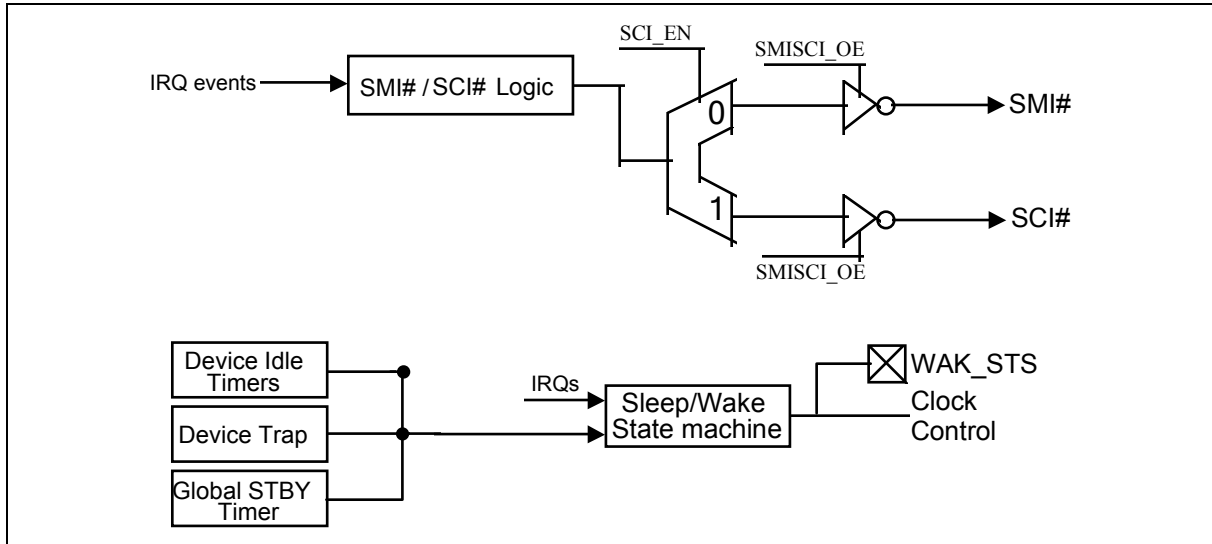 SCI_EN
SMISCI_OE
IRQ events
SMI# / SCI# Logic
0
SMI#
1
SCI#
SMISCI_OE
Device Idle
Timers
Device Trap
Global STBY
Timer
IRQs
Sleep/Wake
State machine
WAK_STS
Clock
Control